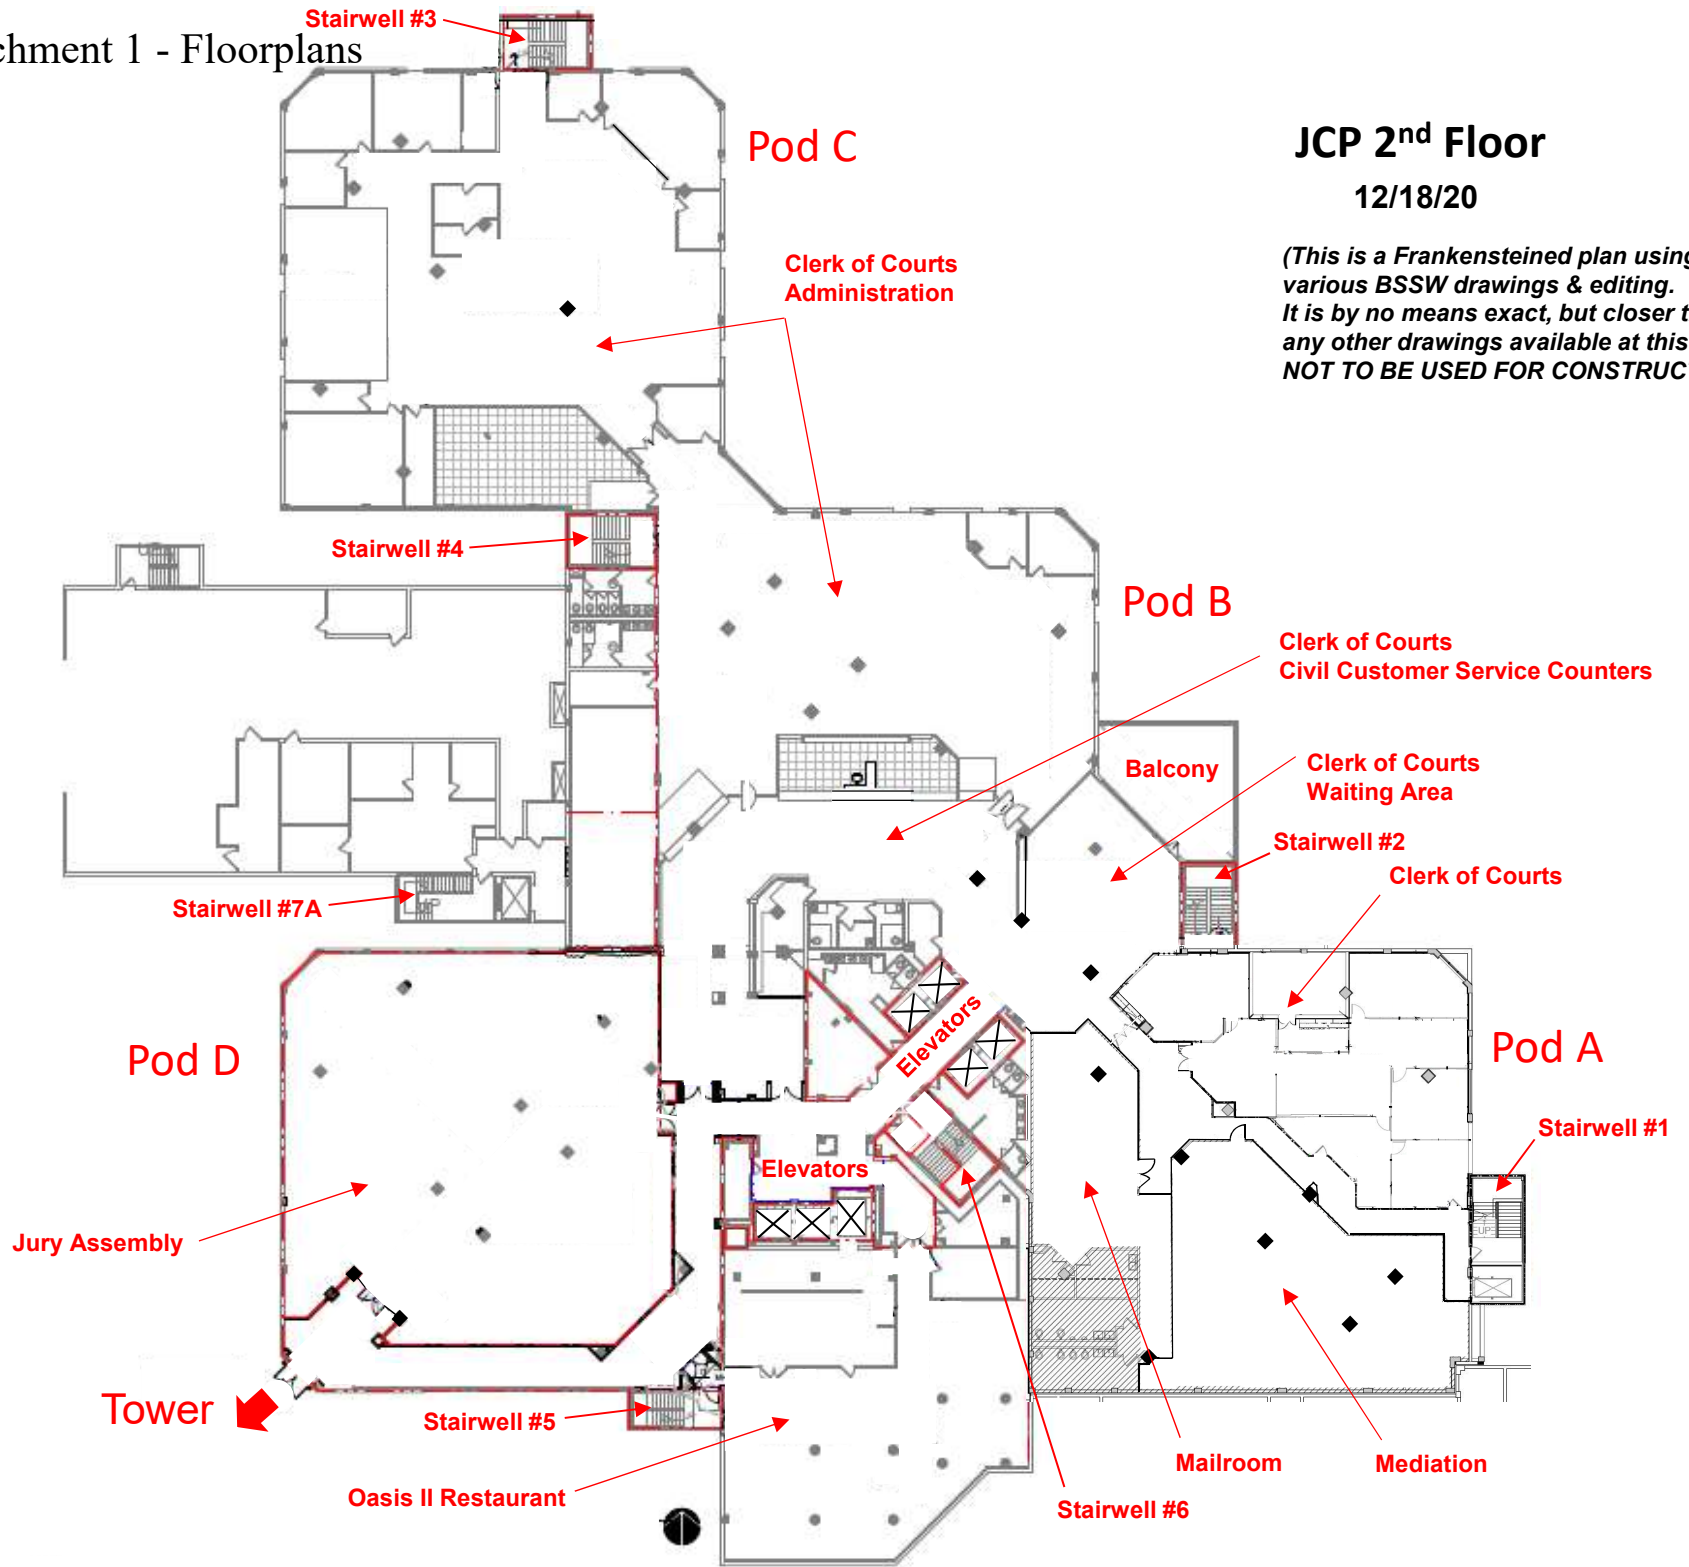 Stairwell #3
chment 1 - Floorplans
Pod C
JCP 2nd Floor
12/18/20
(This is a Frankensteined plan using
various BSSW drawings & editing.
It is by no means exact, but closer t
any other drawings available at this
NOT TO BE USED FOR CONSTRUC
Clerk of Courts
Administration
Stairwell #4
Pod B
Clerk of Courts
Civil Customer Service Counters
Balcony
Clerk of Courts
Waiting Area
Stairwell #2
Clerk of Courts
Stairwell #7A
Elevators
Pod D
Pod A
Stairwell #1
Elevators
UP
Jury Assembly
Tower
Stairwell #5
Mailroom
Mediation
Oasis II Restaurant
Stairwell #6